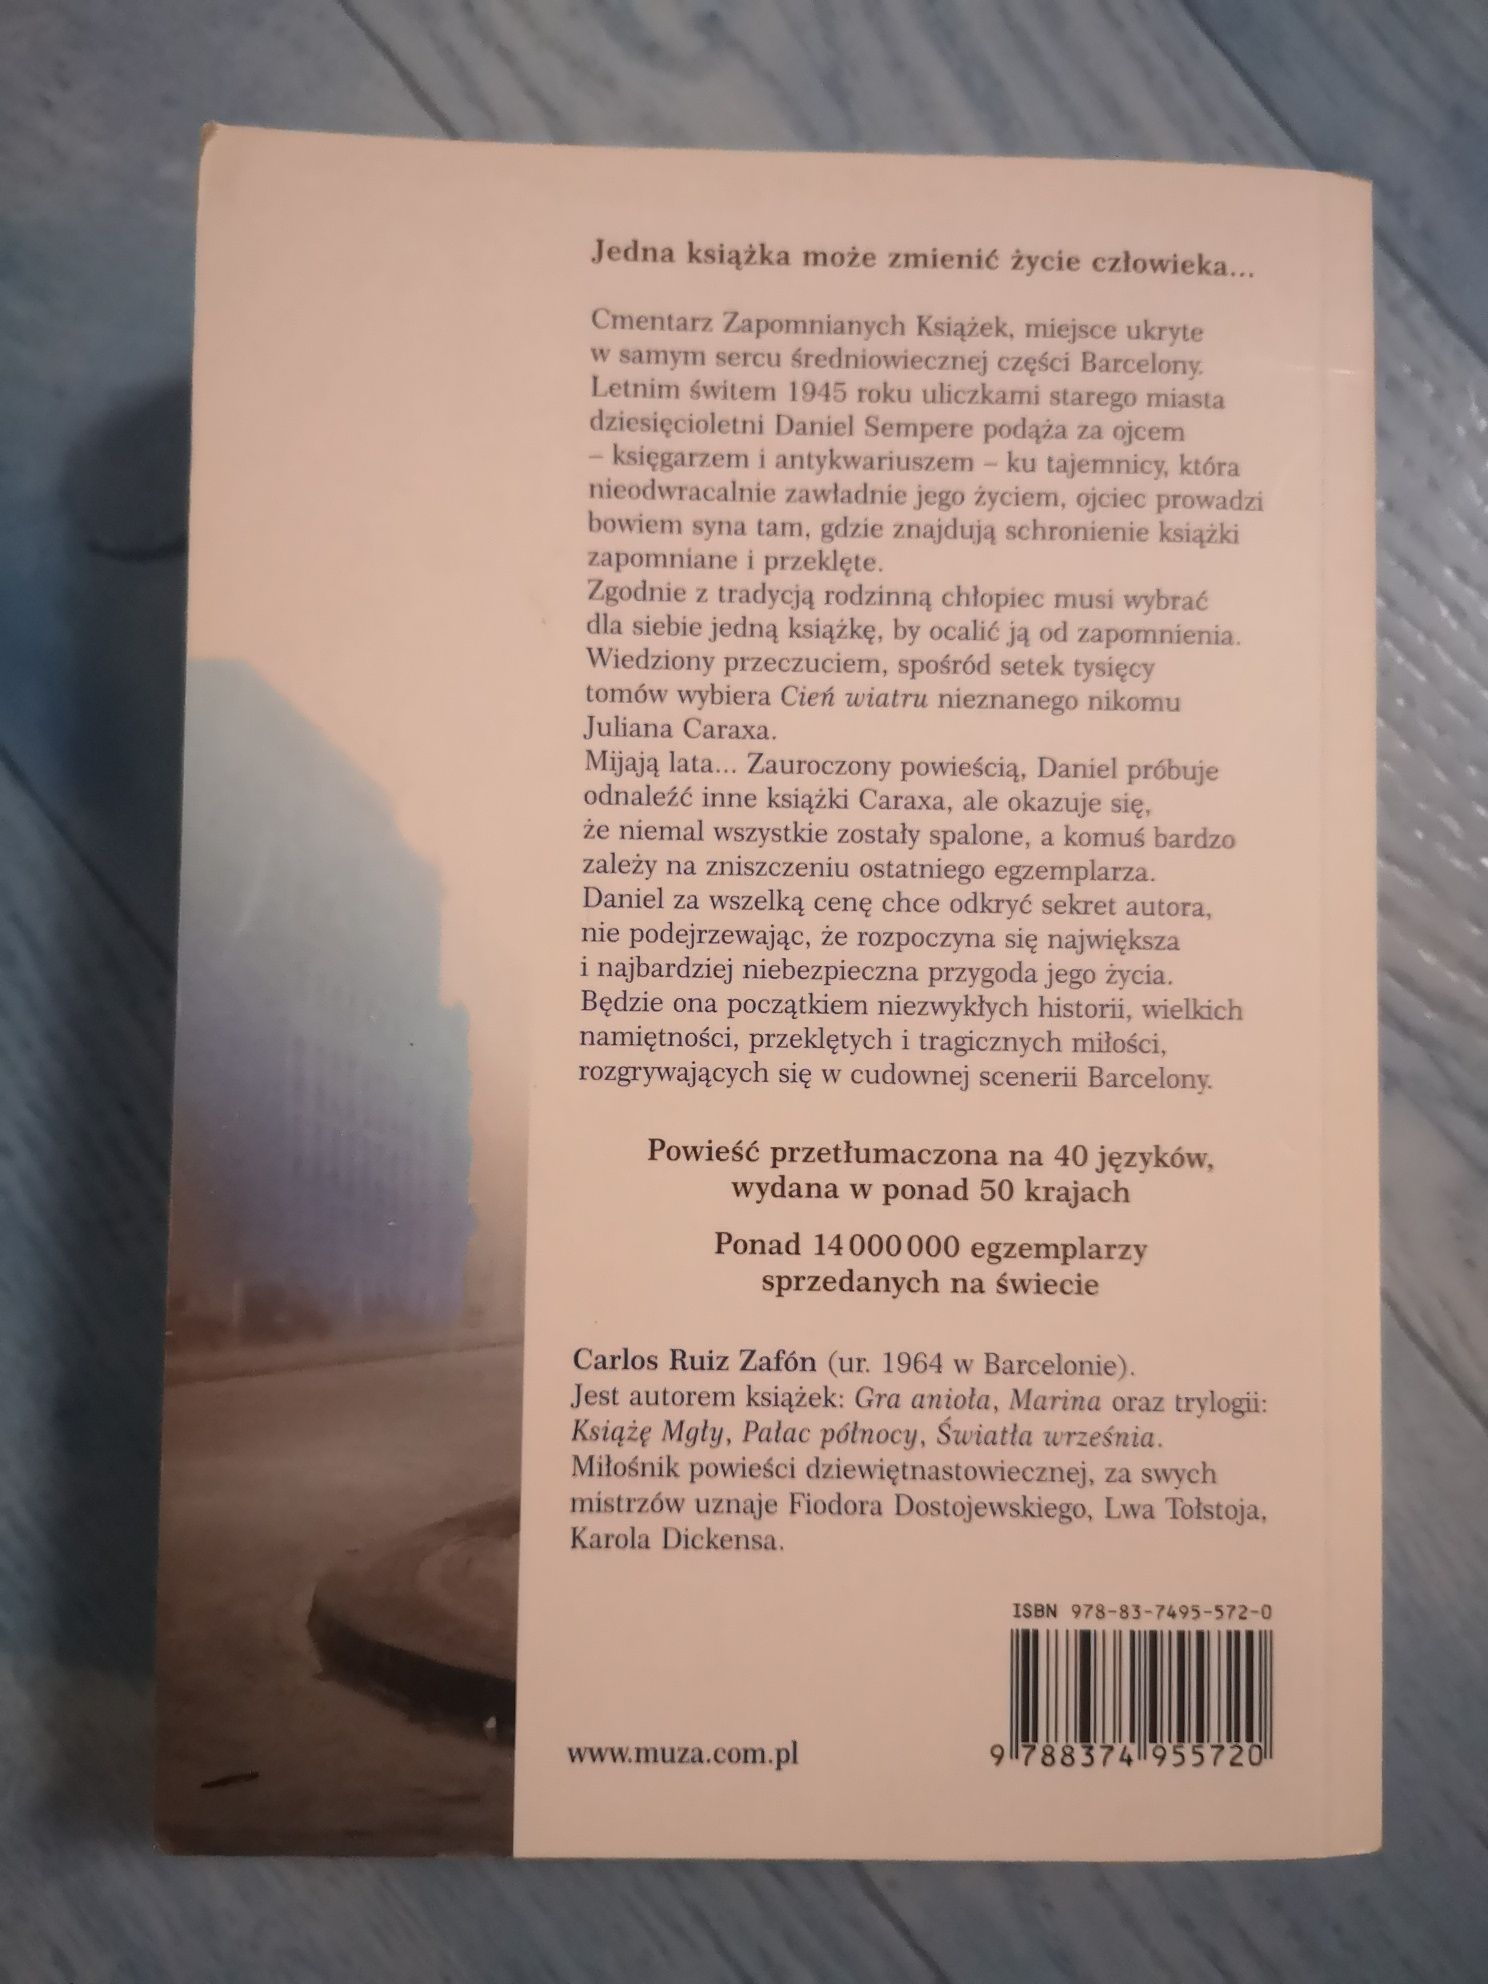 Jedna książka może zmienić życie człowieka...
Cmentarz Zapomnianych Książek, miejsce ukryte
w samym sercu średniowiecznej części Barcelony.
Letnim świtem 1945 roku uliczkami starego miasta
dziesięcioletni Daniel Sempere podąża za ojcem
– księgarzem i antykwariuszem – ku tajemnicy, która
nieodwracalnie zawładnie jego życiem, ojciec prowadzi
bowiem syna tam, gdzie znajdują schronienie książki
zapomniane i przeklęte.
Zgodnie z tradycją rodzinną chłopiec musi wybrać
dla siebie jedną książkę, by ocalić ją od zapomnienia.
Wiedziony przeczuciem, spośród setek tysięcy
tomów wybiera Cień wiatru nieznanego nikomu
Juliana Caraxa.
Mijają lata... Zauroczony powieścią, Daniel próbuje
odnaleźć inne książki Caraxa, ale okazuje się,
że niemal wszystkie zostały spalone, a komuś bardzo
zależy na zniszczeniu ostatniego egzemplarza.
Daniel za wszelką cenę chce odkryć sekret autora,
nie podejrzewając, że rozpoczyna się największa
i najbardziej niebezpieczna przygoda jego życia.
Będzie ona początkiem niezwykłych historii, wielkich
namiętności, przeklętych i tragicznych miłości,
rozgrywających się w cudownej scenerii Barcelony.
Powieść przetłumaczona na 40 języków,
wydana w ponad 50 krajach
Ponad 14 000 000 egzemplarzy
sprzedanych na świecie
Carlos Ruiz Zafón (ur. 1964 w Barcelonie).
Jest autorem książek: Gra anioła, Marina oraz trylogii:
Książę Mgły, Pałac północy, Światła września.
Miłośnik powieści dziewiętnastowiecznej, za swych
mistrzów uznaje Fiodora Dostojewskiego, Lwa Tołstoja,
Karola Dickensa.
ISBN 978-83-7495-572-0
www.muza.com.pl
9 788374 955720